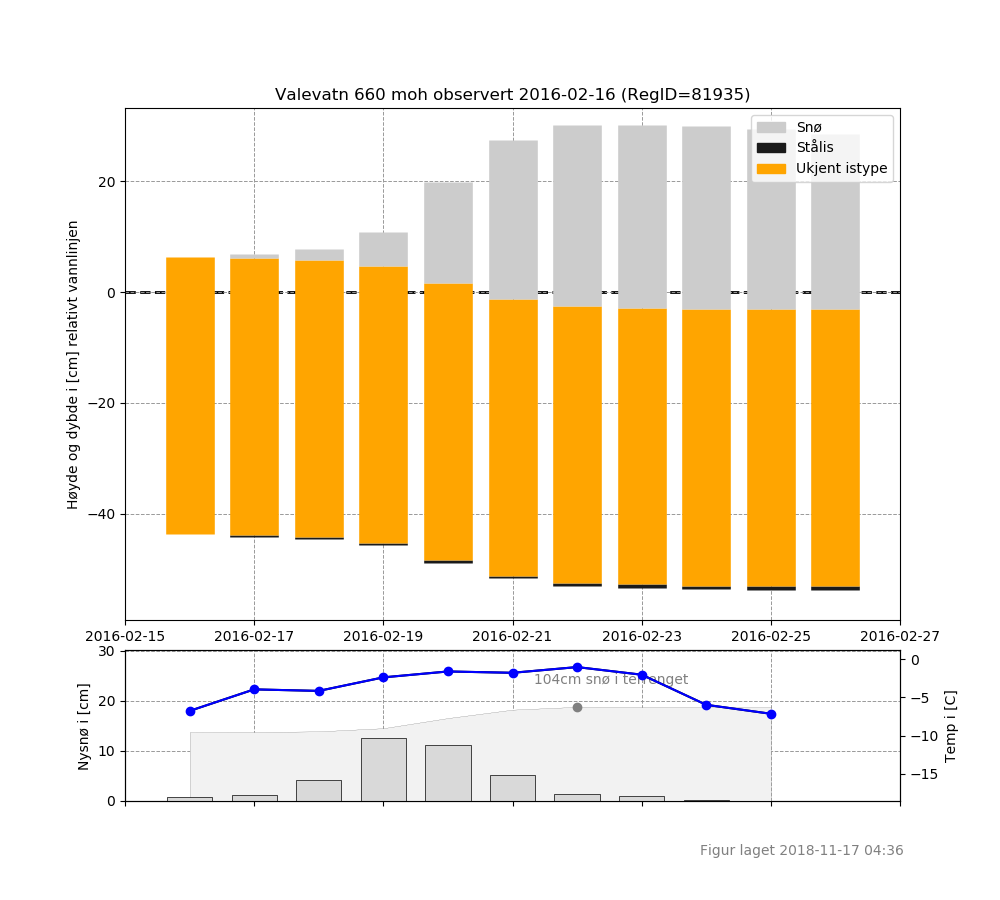 Valevatn 660 moh observert 2016-02-16 (RegID=81935)
Snø
Stålis
Ukjent istype
Høyde og dybde i [cm] relativt vannlinjen
20
0
−20
−40
2016-02-15 2016-02-17 2016-02-19 2016-02-21 2016-02-23 2016-02-25 2016-02-27
Nysnø i [cm]
30
20
10
0
104cm snø i terrenget
0
−5
−10
−15
Temp i [C]
Figur laget 2018-11-17 04:36